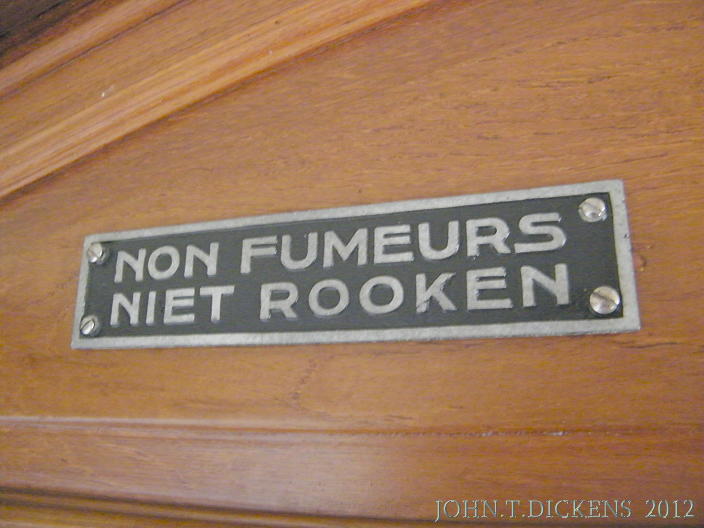 NON FUMEURS
NIET ROOKEN
JOHN.T.DICKENS 2012